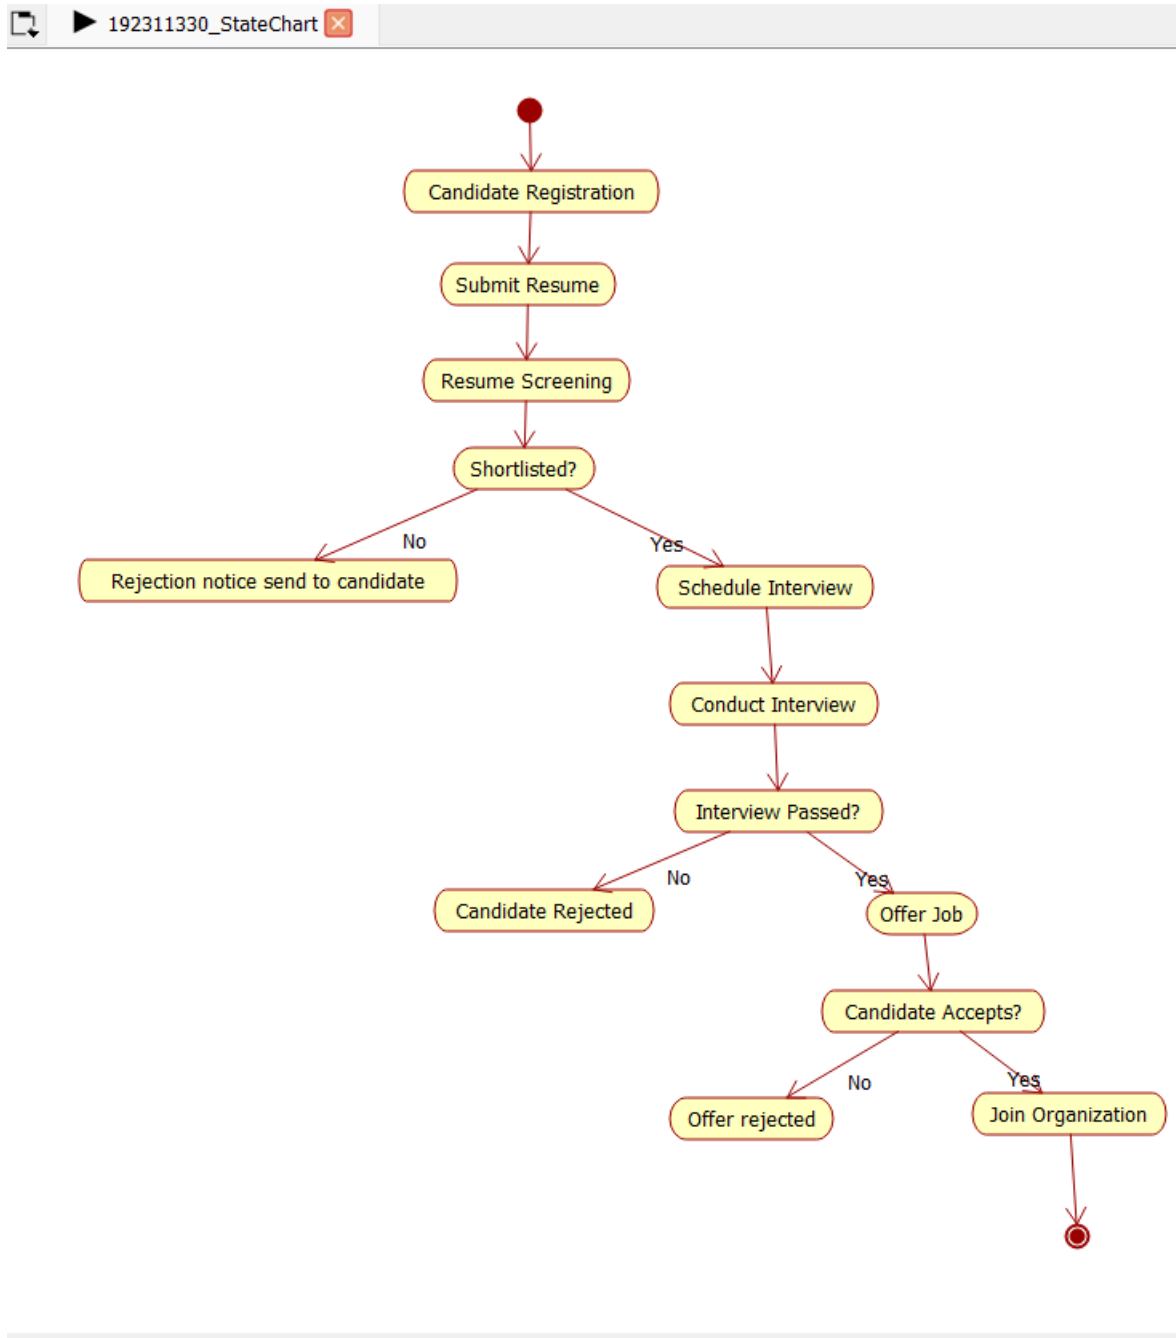 192311330_StateChart
Candidate Registration
Submit Resume
Resume Screening
Shortlisted?
No
Yes
Rejection notice send to candidate
Schedule Interview
Conduct Interview
Interview Passed?
No
Yes
Candidate Rejected
Offer Job
Candidate Accepts?
No
Yes
Offer rejected
Join Organization